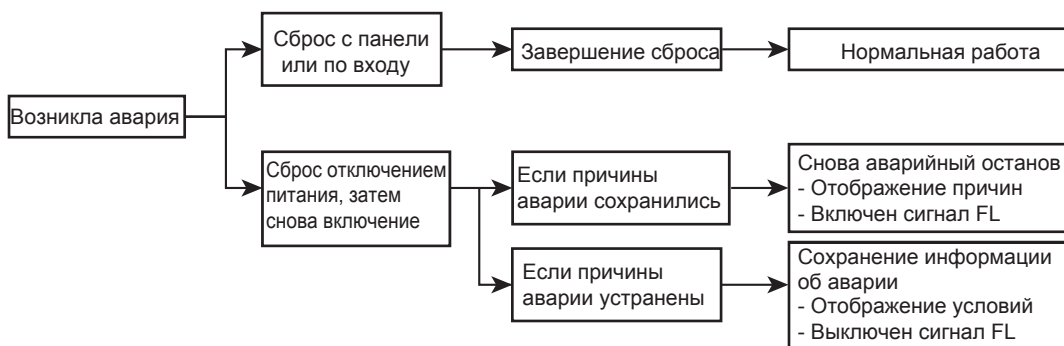 Возникла авария
Сброс с панели
или по входу
Завершение сброса
Нормальная работа
Сброс отключением
питания, затем
снова включение
Если причины
аварии сохранились
Снова аварийный останов
- Отображение причин
- Включен сигнал FL
Если причины
аварии устранены
Сохранение информации
об аварии
- Отображение условий
- Выключен сигнал FL